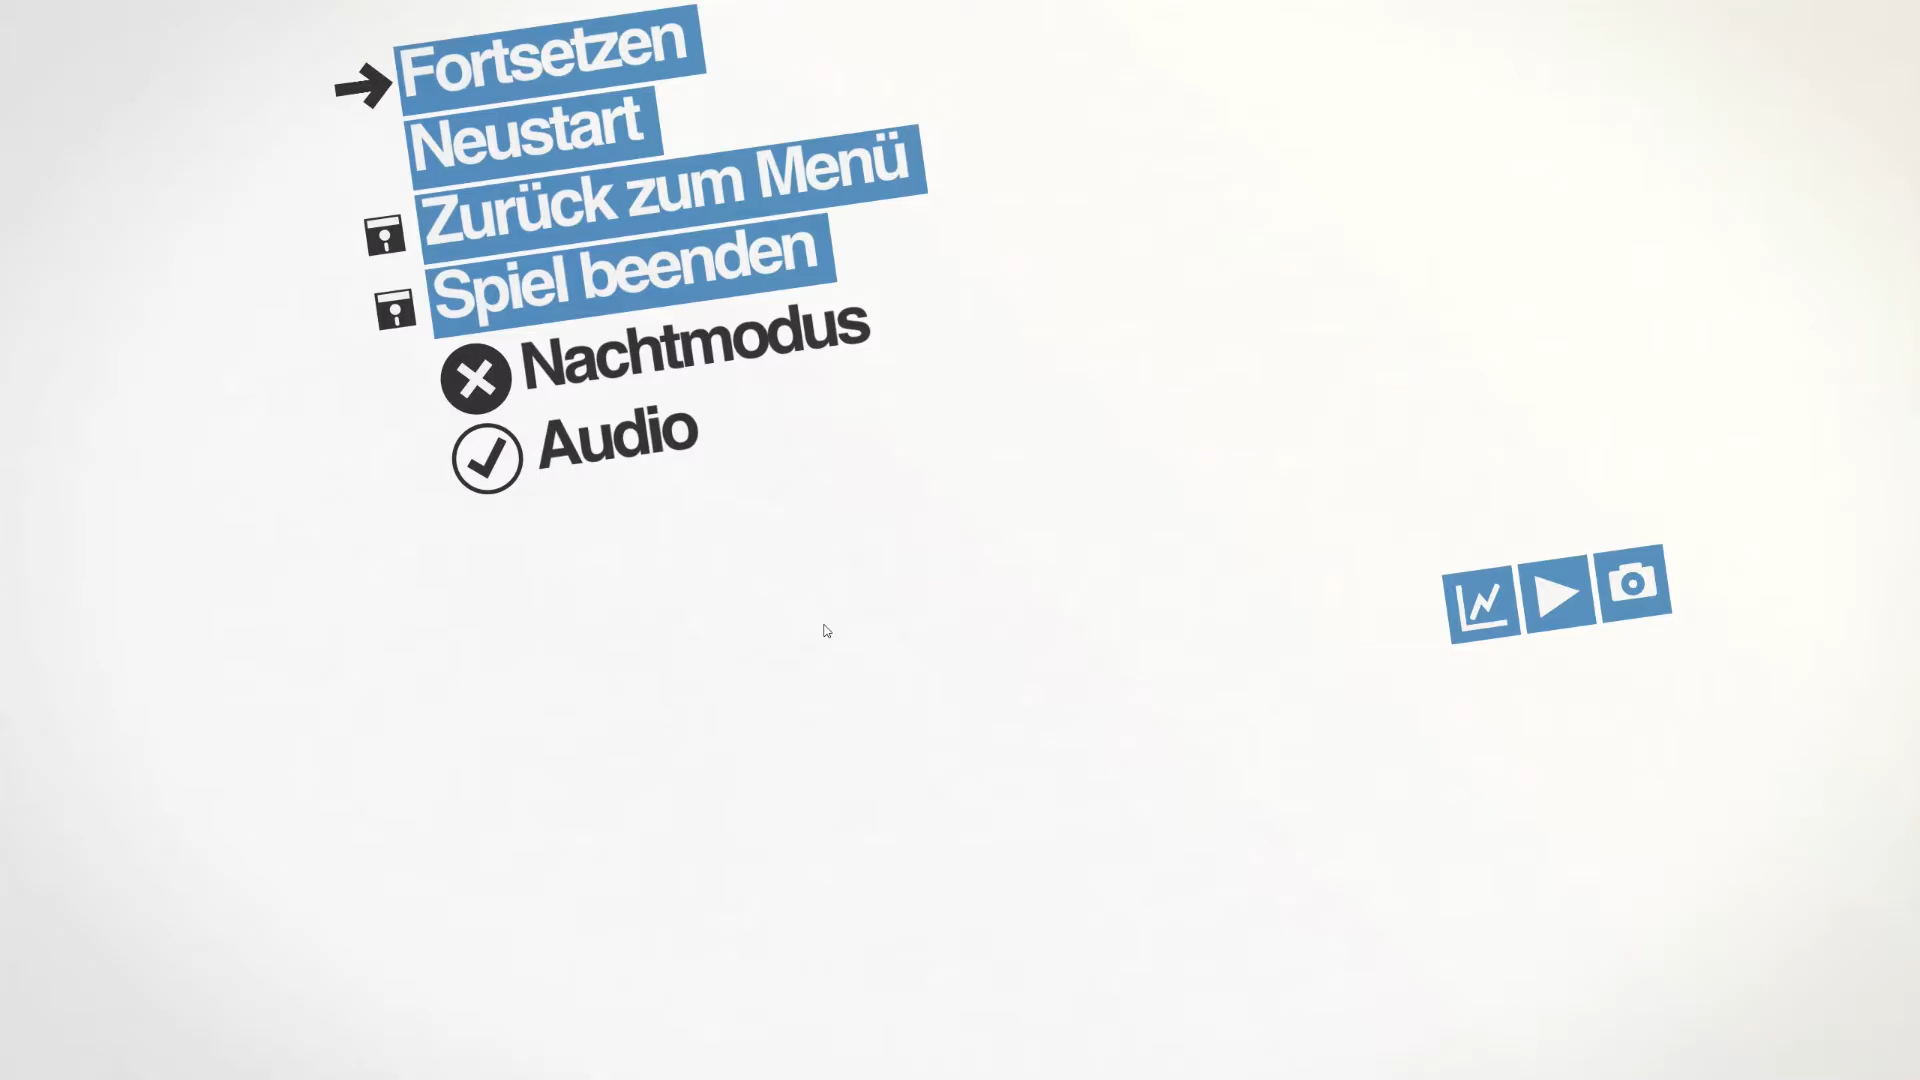 Fortsetzen
Neustart
Zurück zum Menü
Spiel beenden
Nachtmodus
Audio